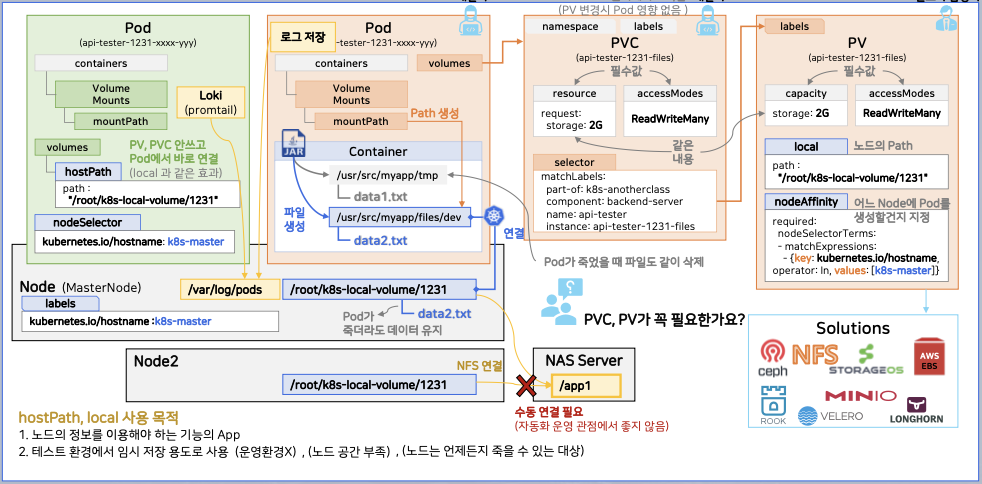 (PV 변경시 Pod 영향 없음 )
Pod
(api-tester-1231-xxxx-yyy)
containers
Volume
Mounts
mountPath
Loki
(promtail)
volumes
PV, PVC 안쓰고
Pod에서 바로 연결
(local 과 같은 효과)
hostPath
path :
"/root/k8s-local-volume/1231"
nodeSelector
kubernetes.io/hostname: k8s-master
로그 저장
Pod
pod-tester-1231-xxxx-yyy)
containers
volumes
Volume
Mounts
mountPath
Path 생성
JAR
Container
/usr/src/myapp/tmp
data1.txt
/usr/src/myapp/files/dev
data2.txt
파일
생성
연결
namespace
labels
PVC
(api-tester-1231-files)
필수값
resource
request:
storage: 2G
accessModes
ReadWriteMany
같은
내용
selector
matchLabels:
part-of: k8s-anotherclass
component: backend-server
name: api-tester
instance: api-tester-1231-files
labels
PV
(api-tester-1231-files)
필수값
capacity
storage: 2G
accessModes
ReadWriteMany
local
노드의 Path
path :
"/root/k8s-local-volume/1231"
nodeAffinity
어느 Node에 Pod를
생성할건지 지정
required:
nodeSelectorTerms:
- matchExpressions:
- {key: kubernetes.io/hostname,
operator: In, values: [k8s-master]}
Pod가 죽었을 때 파일도 같이 삭제
Node (MasterNode)
labels
kubernetes.io/hostname :k8s-master
/var/log/pods
/root/k8s-local-volume/1231
data2.txt
Pod가
죽더라도 데이터 유지
?
PVC, PV가 꼭 필요한가요?
Node2
/root/k8s-local-volume/1231
NFS 연결
NAS Server
/app1
수동 연결 필요
(자동화 운영 관점에서 좋지 않음)
Solutions
ceph
NFS
STORAGEOS
AWS
EBS
ROOK
MINIO
VELERO
LONGHORN
hostPath, local 사용 목적
1. 노드의 정보를 이용해야 하는 기능의 App
2. 테스트 환경에서 임시 저장 용도로 사용 (운영환경X) , (노드 공간 부족) , (노드는 언제든지 죽을 수 있는 대상)